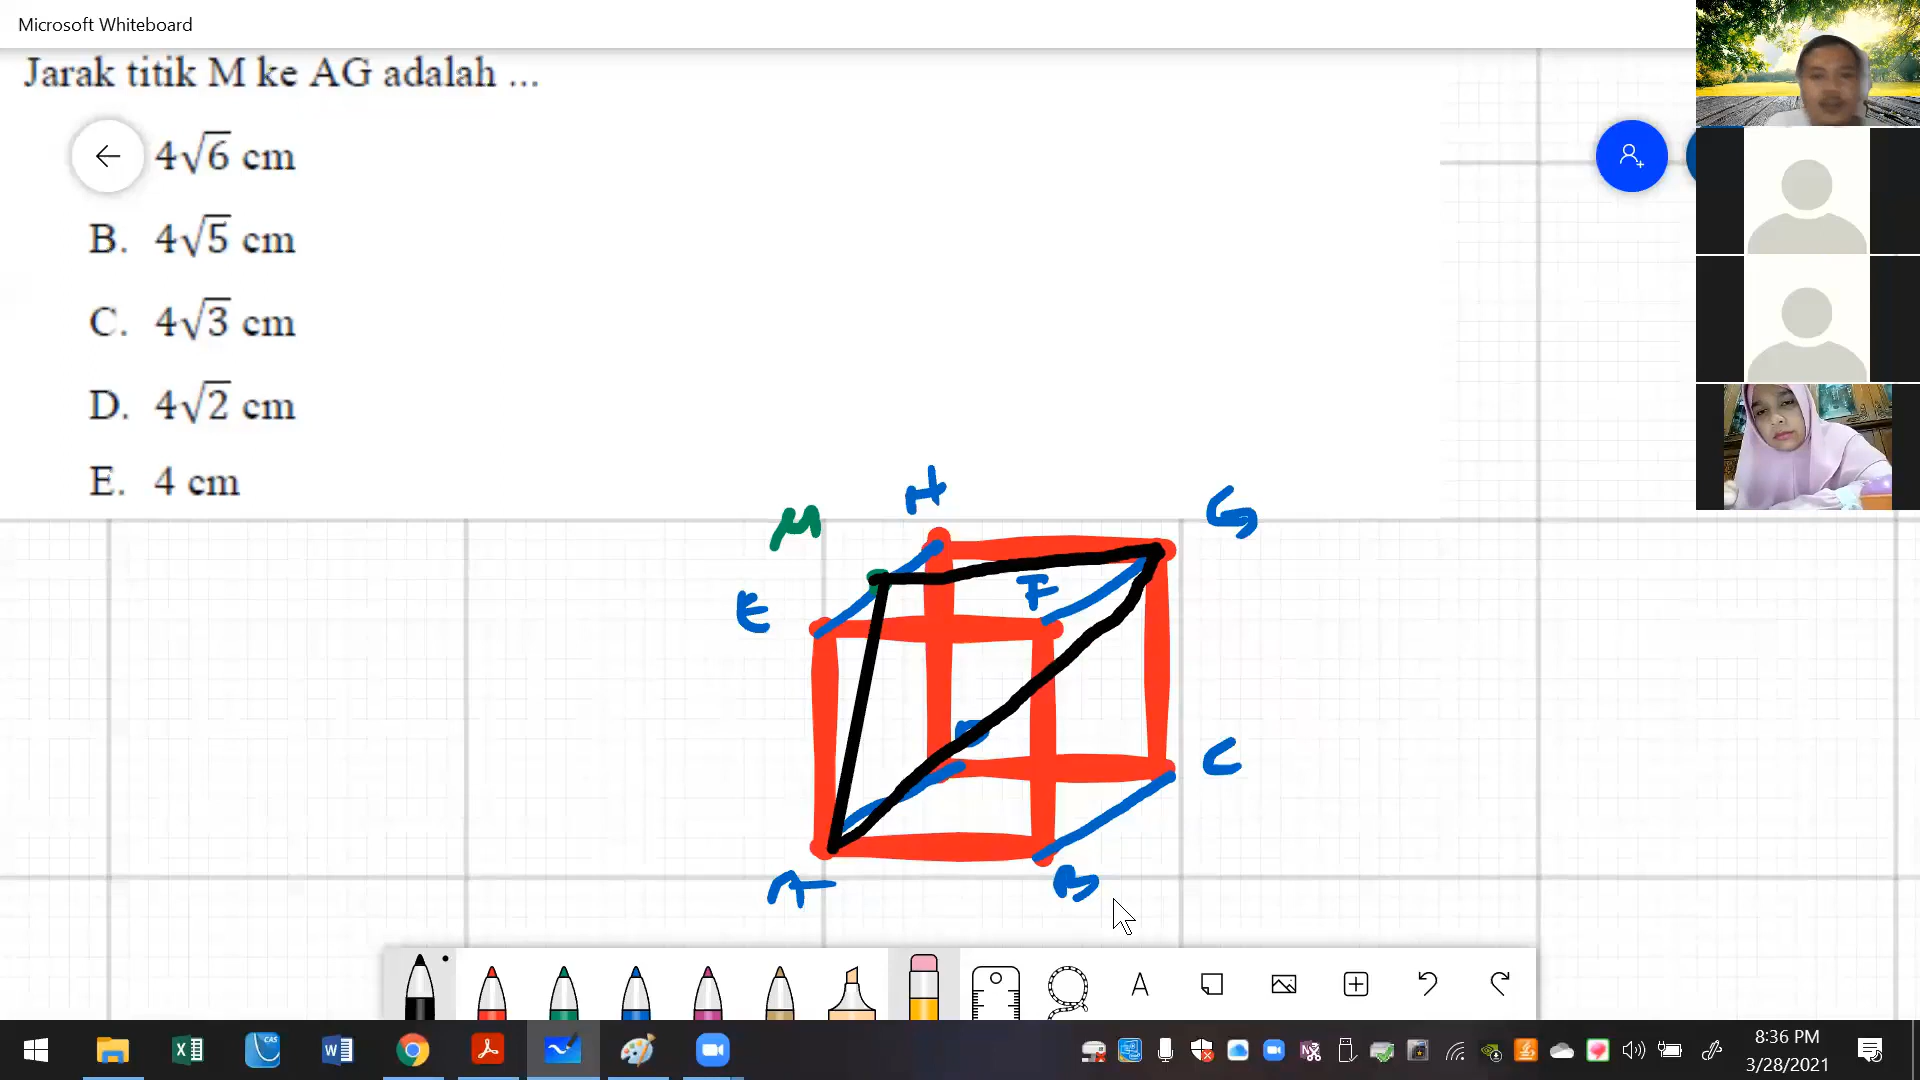 Microsoft Whiteboard
Jarak titik M ke AG adalah ...
4√6 cm
B. 4√5 cm
C. 4√3 cm
D. 4√2 cm
E. 4 cm
M
H
G
E
F
D
C
A
B
A
CAS
8:36 PM
3/28/2021